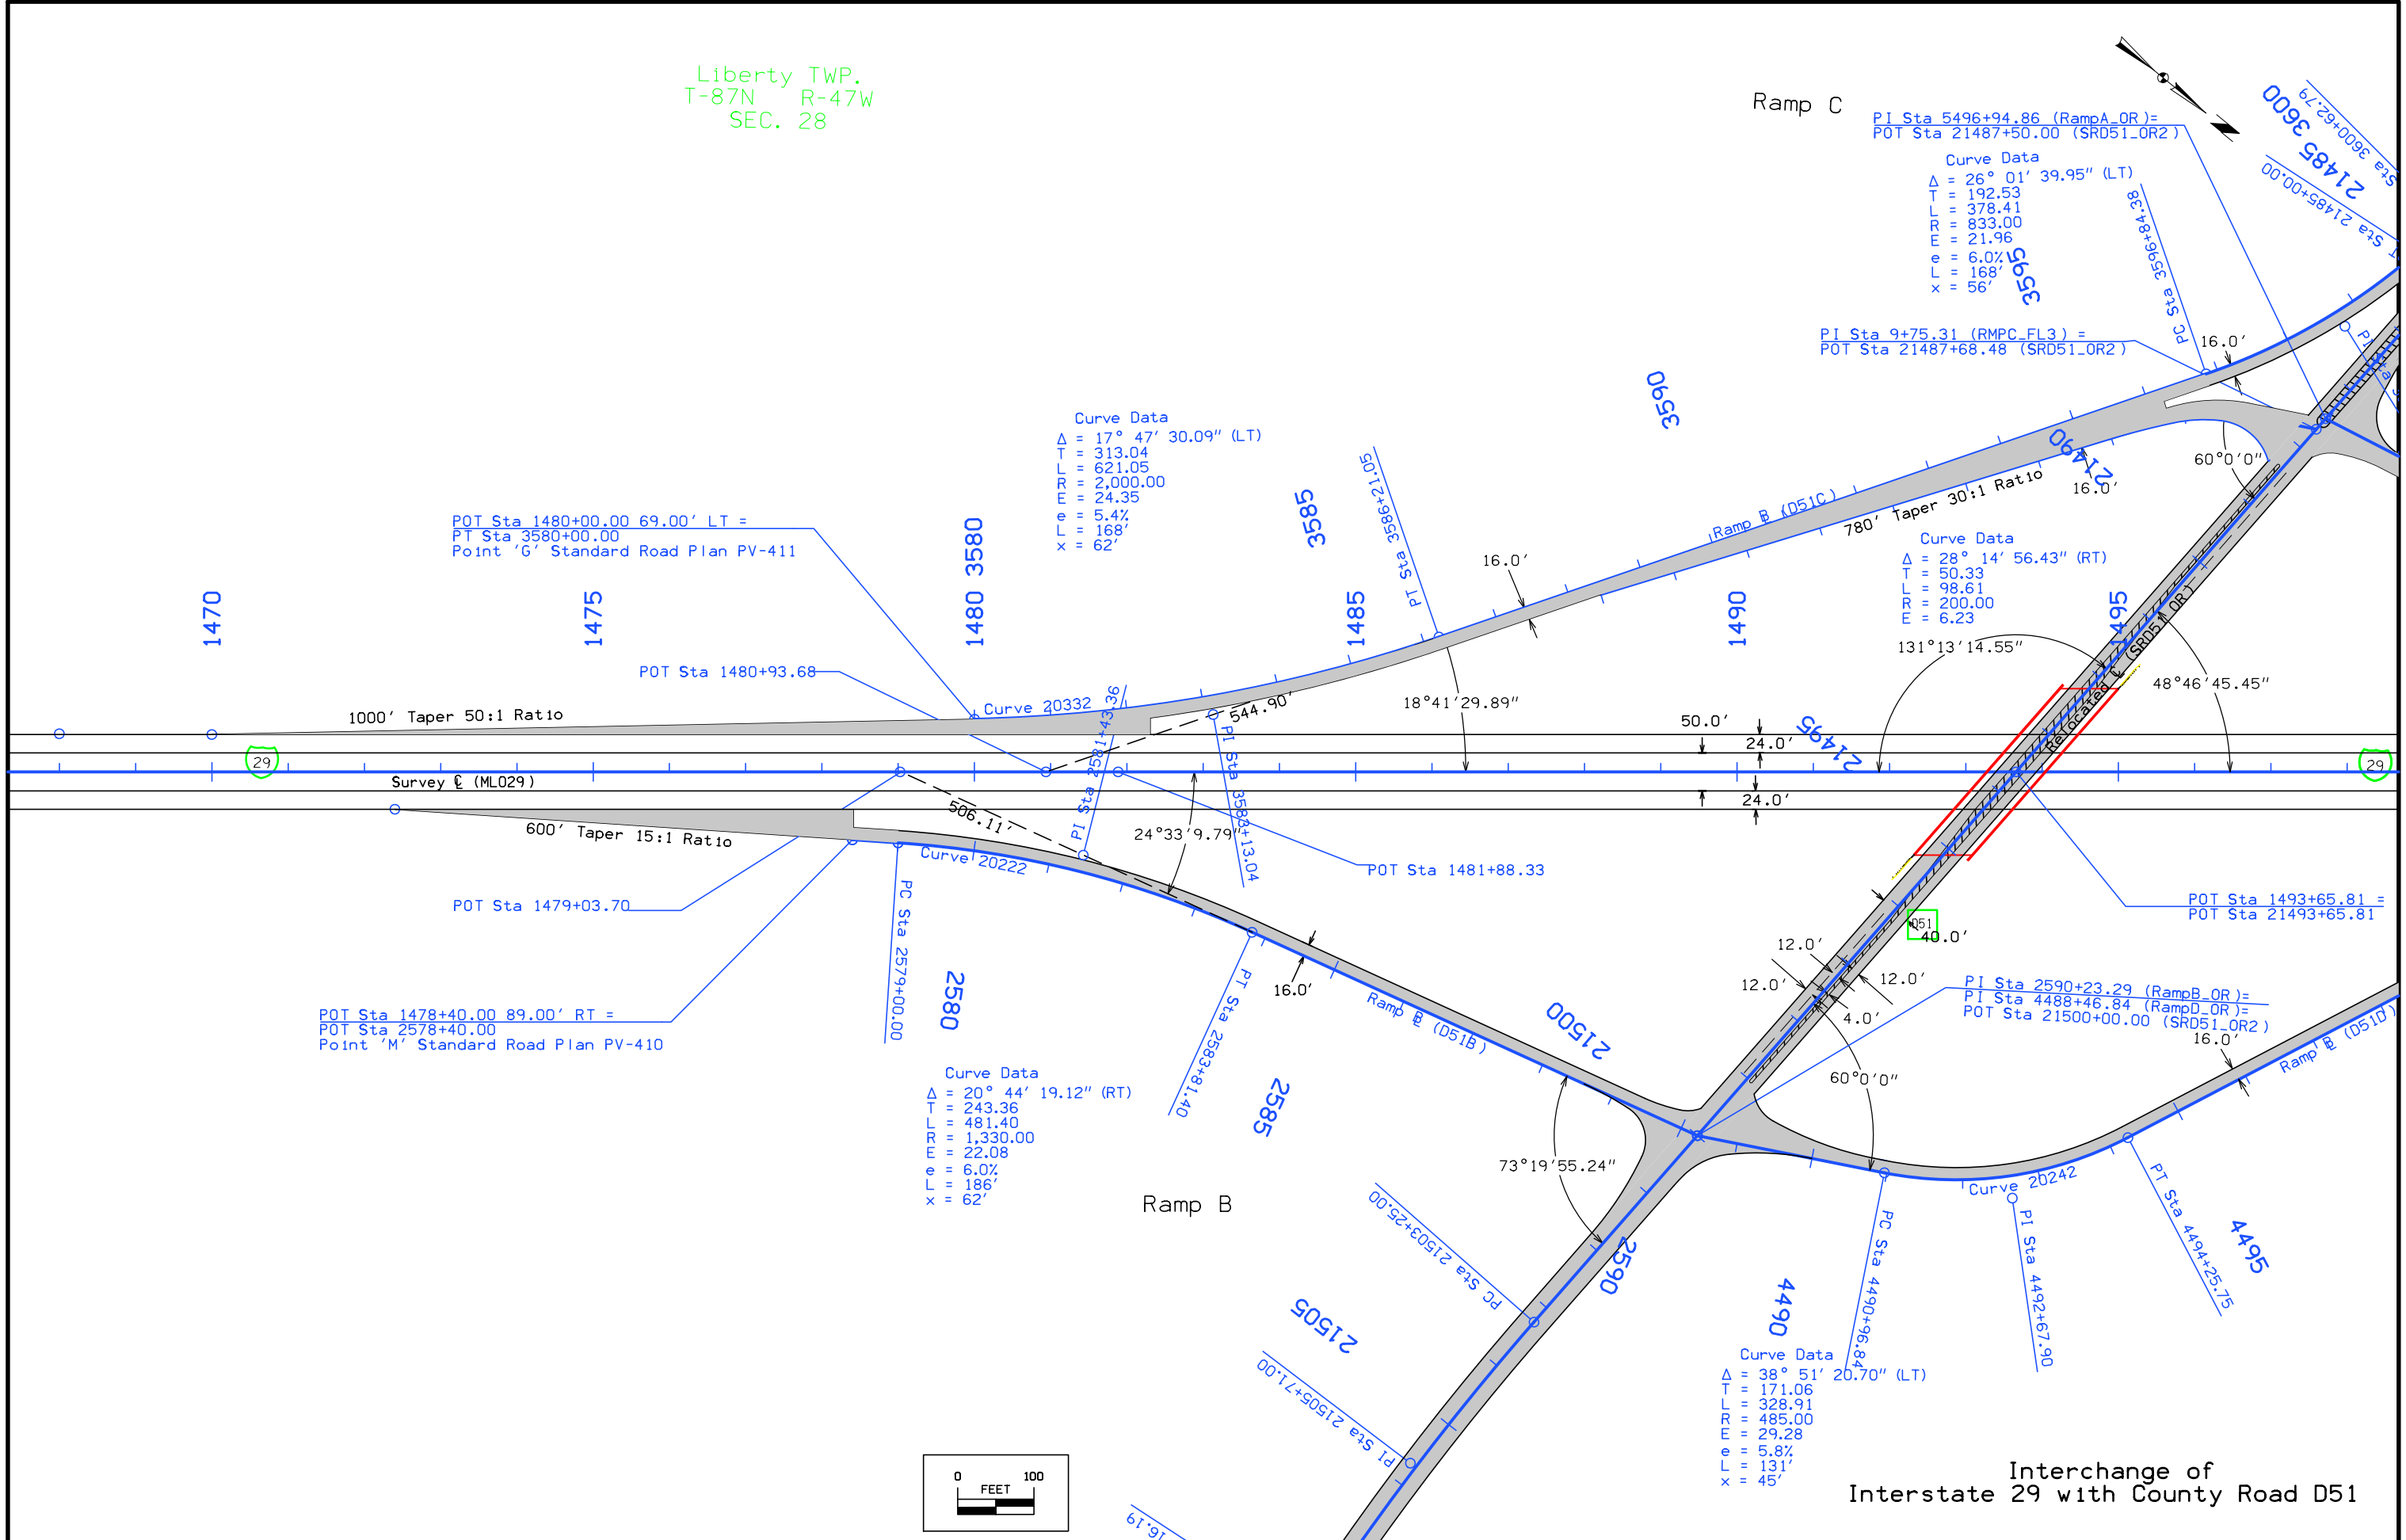 Liberty TWP.
T-87N R-47W
SEC. 28
Ramp C
PI Sta 5496+94.86 (RampA_OR)=
POT Sta 21487+50.00 (SRD51_OR2)
Curve Data
Δ = 26° 01' 39.95" (LT)
T = 192.53
L = 378.41
R = 833.00
E = 21.96
e = 6.0%
L = 168'
x = 56'
3595
PC Sta 3596+84.38
3600
Sta 3600+62.79
21485
Sta 21485+00.00
PI Sta 9+75.31 (RMPC_FL3) =
POT Sta 21487+68.48 (SRD51_OR2)
16.0'
PI Sta
3590
Curve Data
Δ = 17° 47' 30.09" (LT)
T = 313.04
L = 621.05
R = 2,000.00
E = 24.35
e = 5.4%
L = 168'
x = 62'
3585
PT Sta 3586+21.05
21490
60°0'0"
16.0'
Ramp ⅊ (D51C)
780' Taper 30:1 Ratio
POT Sta 1480+00.00 69.00' LT =
PT Sta 3580+00.00
Point 'G' Standard Road Plan PV-411
Curve Data
Δ = 28° 14' 56.43" (RT)
T = 50.33
L = 98.61
R = 200.00
E = 6.23
16.0'
1470
1475
1480 3580
1485
1490
1495
131°13'14.55"
48°46'45.45"
Relocated ℄ (SRD51_OR)
POT Sta 1480+93.68
1000' Taper 50:1 Ratio
Curve 20332
544.90'
18°41'29.89"
50.0'
24.0'
21495
29
Survey ℄ (ML029)
29
PI Sta 2581+43.36
PI Sta 3583+13.04
24.0'
506.11'
24°33'9.79"
600' Taper 15:1 Ratio
Curve 20222
POT Sta 1481+88.33
POT Sta 1479+03.70
POT Sta 1493+65.81 =
POT Sta 21493+65.81
D51
40.0'
12.0'
12.0'
12.0'
4.0'
PC Sta 2579+00.00
2580
PT Sta 2583+81.40
16.0'
Ramp ⅊ (D51B)
21500
PI Sta 2590+23.29 (RampB_OR)=
PI Sta 4488+46.84 (RampD_OR)=
POT Sta 21500+00.00 (SRD51_OR2)
16.0'
Ramp ⅊ (D51D)
POT Sta 1478+40.00 89.00' RT =
POT Sta 2578+40.00
Point 'M' Standard Road Plan PV-410
Curve Data
Δ = 20° 44' 19.12" (RT)
T = 243.36
L = 481.40
R = 1,330.00
E = 22.08
e = 6.0%
L = 186'
x = 62'
2585
60°0'0"
73°19'55.24"
Ramp B
Curve 20242
PC Sta 21503+25.00
2590
PC Sta 4490+96.84
PI Sta 4492+67.90
PT Sta 4494+25.75
4495
4490
21505
PI Sta 21505+71.00
Curve Data
Δ = 38° 51' 20.70" (LT)
T = 171.06
L = 328.91
R = 485.00
E = 29.28
e = 5.8%
L = 131'
x = 45'
0 100
FEET
16.19
Interchange of
Interstate 29 with County Road D51